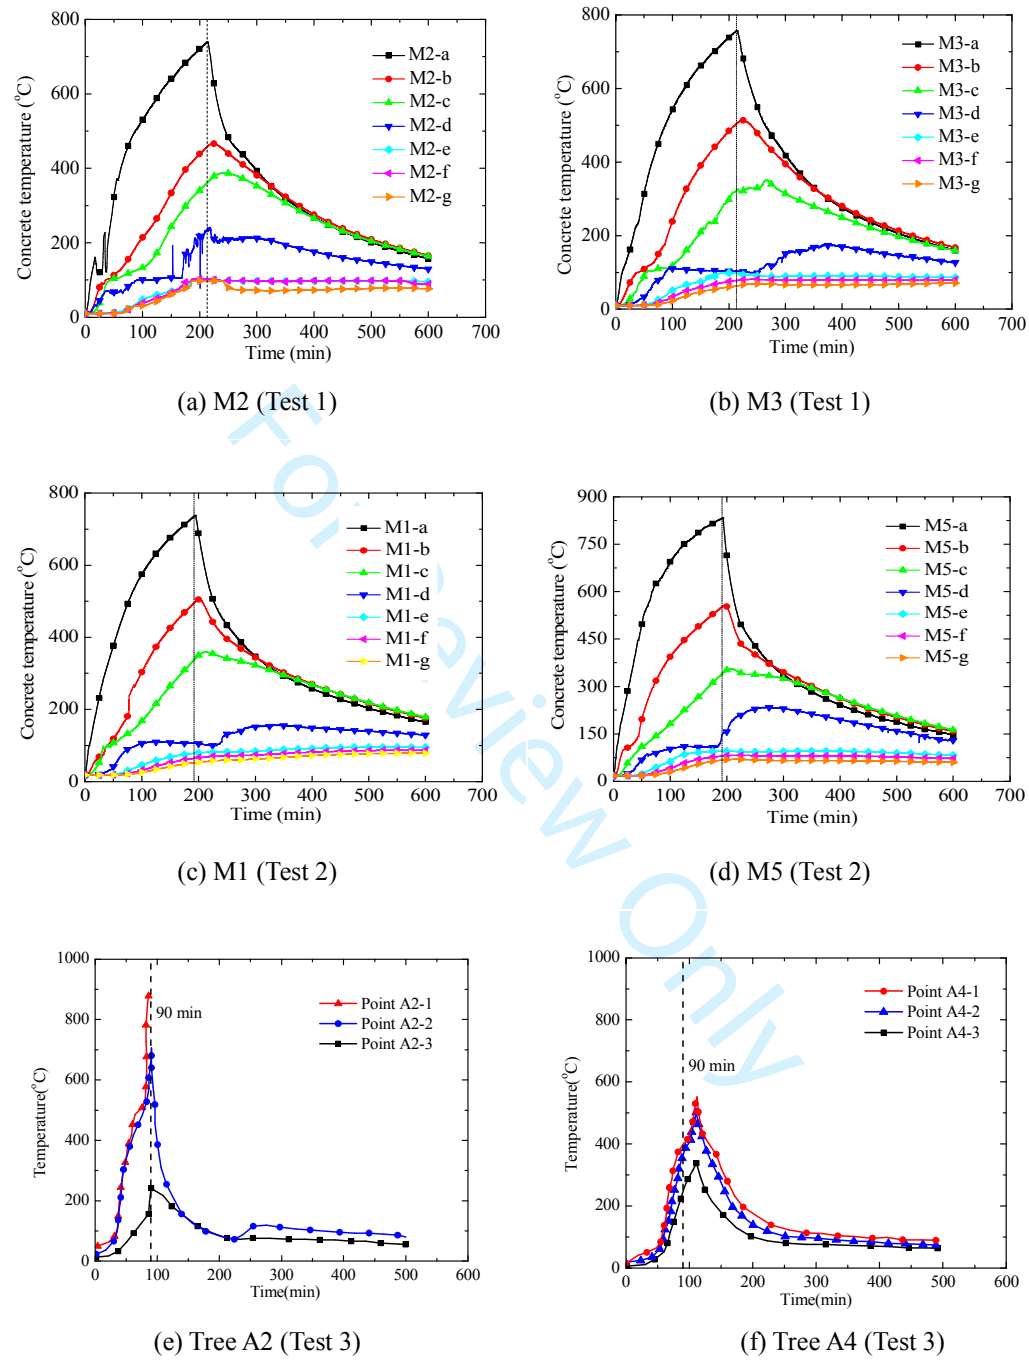 800
600
400
200
0
0 100 200 300 400 500 600 700
Concrete temperature (°C)
Time (min)
M2-a
M2-b
M2-c
M2-d
M2-e
M2-f
M2-g
(a) M2 (Test 1)
800
600
400
200
0
0 100 200 300 400 500 600 700
Concrete temperature (°C)
Time (min)
M3-a
M3-b
M3-c
M3-d
M3-e
M3-f
M3-g
(b) M3 (Test 1)
800
600
400
200
0
0 100 200 300 400 500 600 700
Concrete temperature (°C)
Time (min)
M1-a
M1-b
M1-c
M1-d
M1-e
M1-f
M1-g
(c) M1 (Test 2)
900
750
600
450
300
150
0
0 100 200 300 400 500 600 700
Concrete temperature (°C)
Time (min)
M5-a
M5-b
M5-c
M5-d
M5-e
M5-f
M5-g
(d) M5 (Test 2)
1000
800
600
400
200
0
0 100 200 300 400 500 600
Temperature(°C)
Time(min)
Point A2-1
Point A2-2
Point A2-3
90 min
(e) Tree A2 (Test 3)
1000
800
600
400
200
0
0 100 200 300 400 500 600
Temperature(°C)
Time(min)
Point A4-1
Point A4-2
Point A4-3
90 min
(f) Tree A4 (Test 3)
For Review Only